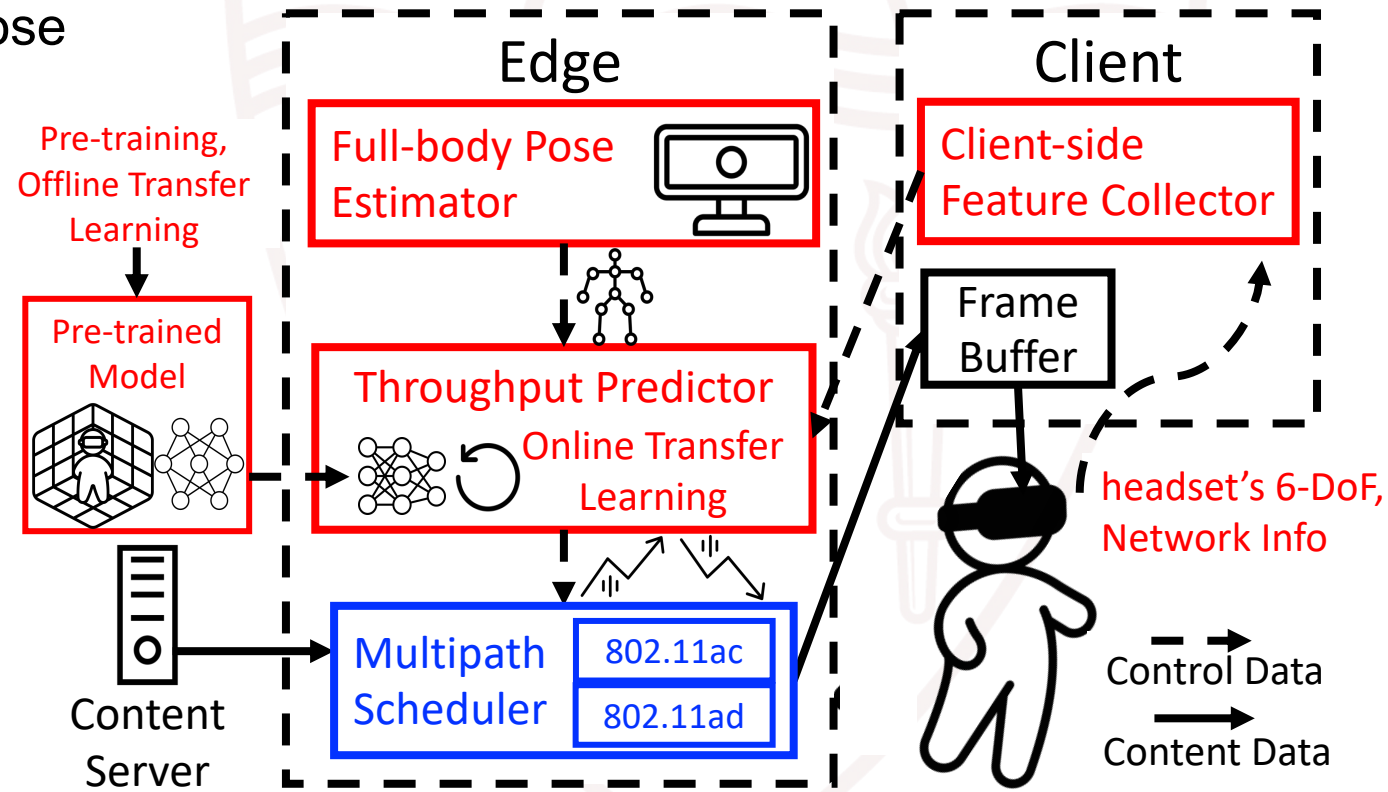 ose
Edge
Client
Pre-training,
Offline Transfer
Learning
Full-body Pose
Estimator
Client-side
Feature Collector
Pre-trained
Model
Frame
Buffer
Throughput Predictor
Online Transfer
Learning
headset's 6-DoF,
Network Info
Multipath
Scheduler
802.11ac
802.11ad
Content
Server
Control Data
Content Data